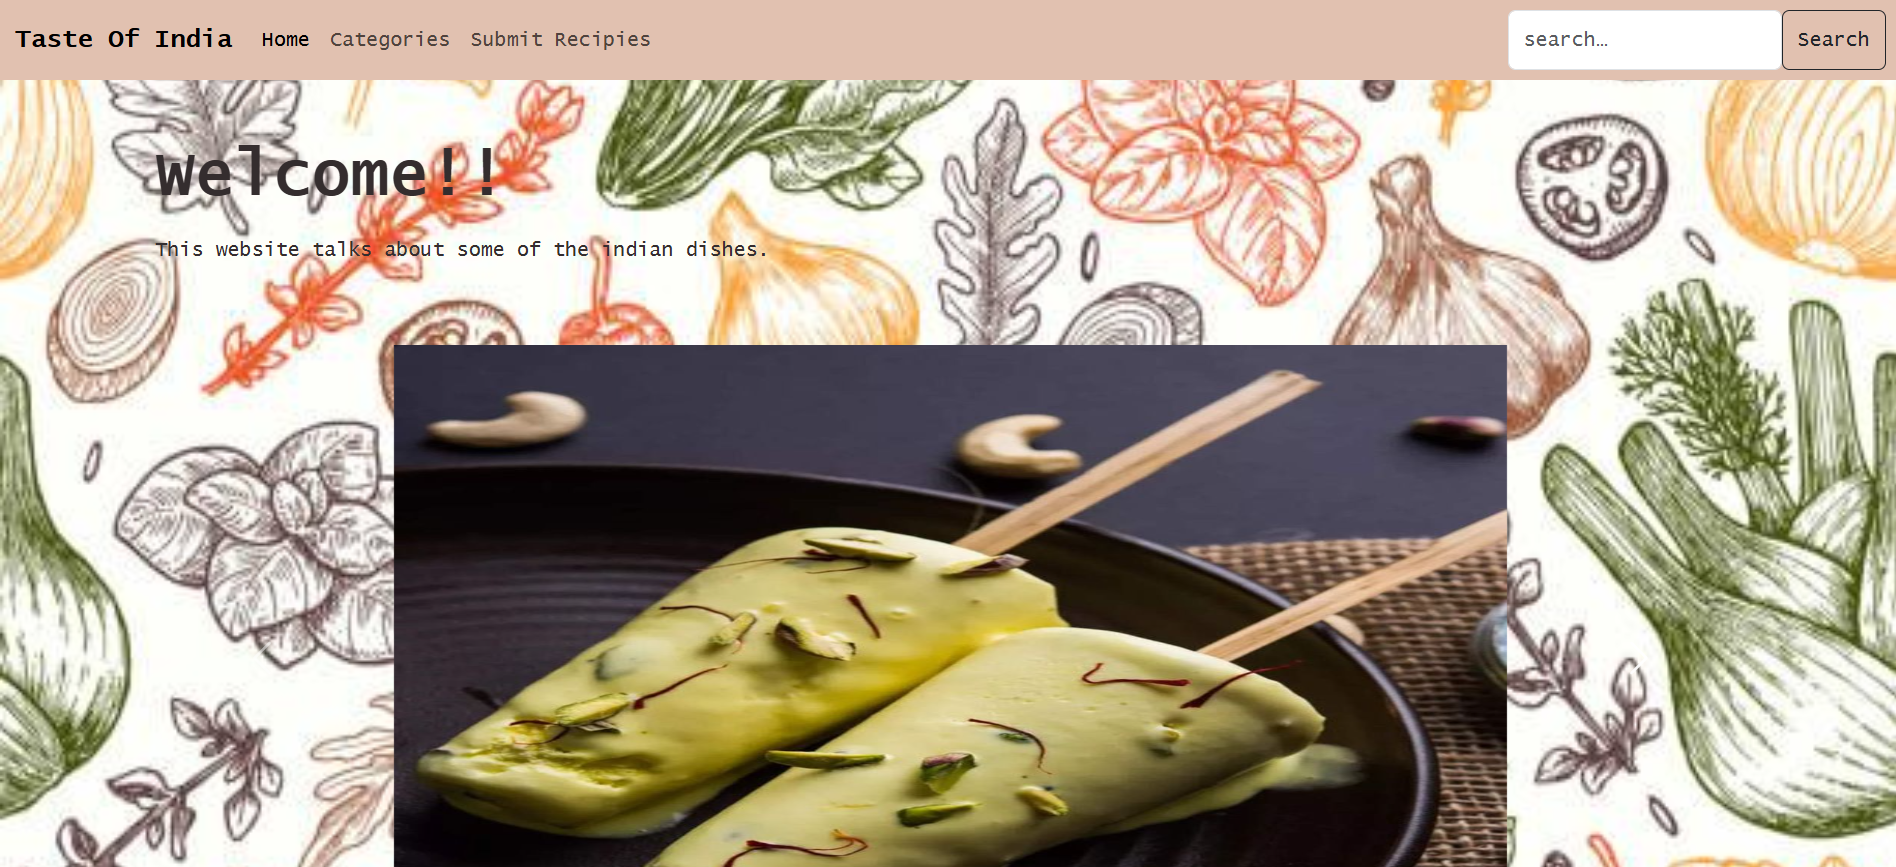 Taste Of India Home Categories Submit Recipies search… Search
welcome!!
This website talks about some of the indian dishes.